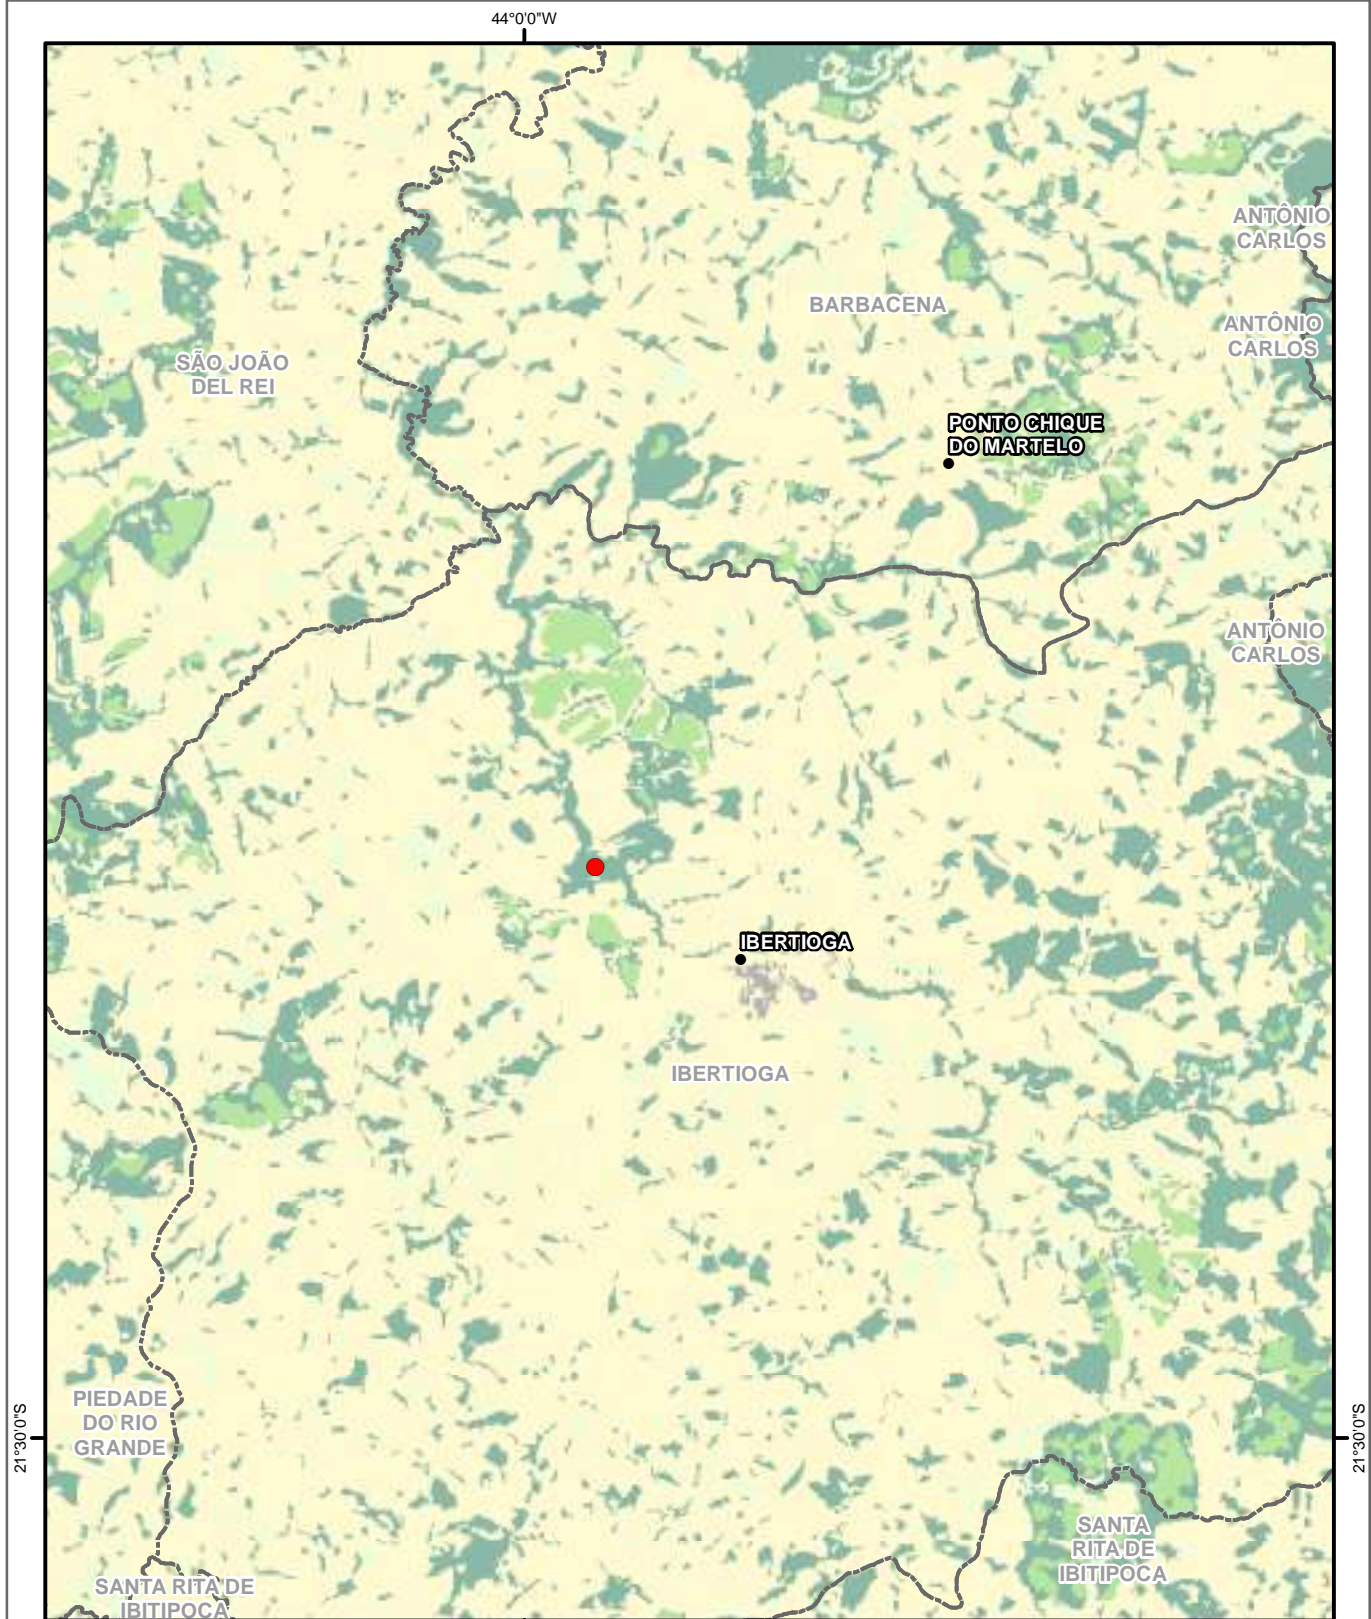 44°0'0"W
ANTÔNIO
CARLOS
BARBACENA
ANTÔNIO
CARLOS
SÃO JOÃO
DEL REI
PONTO CHIQUE
DO MARTELO
ANTÔNIO
CARLOS
IBERTIOGA
IBERTIOGA
PIEDADE
DO RIO
GRANDE
21°30'0"S
21°30'0"S
SANTA
RITA DE
IBITIPOCA
SANTA RITA DE
IBITIPOCA